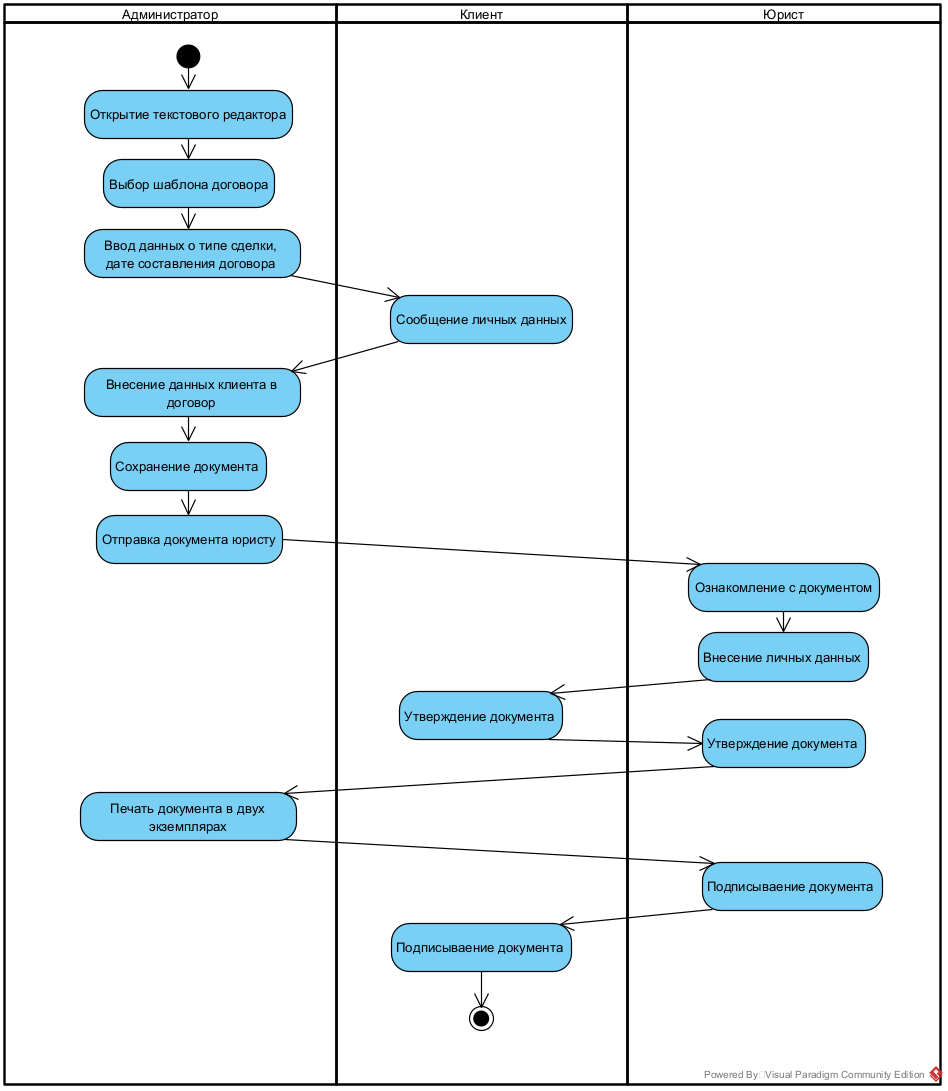 Администратор
Клиент
Юрист
Открытие текстового редактора
Выбор шаблона договора
Ввод данных о типе сделки,
дате составления договора
Сообщение личных данных
Внесение данных клиента в
договор
Сохранение документа
Отправка документа юристу
Ознакомление с документом
Внесение личных данных
Утверждение документа
Утверждение документа
Печать документа в двух
экземплярах
Подписываение документа
Подписываение документа
Powered By Visual Paradigm Community Edition